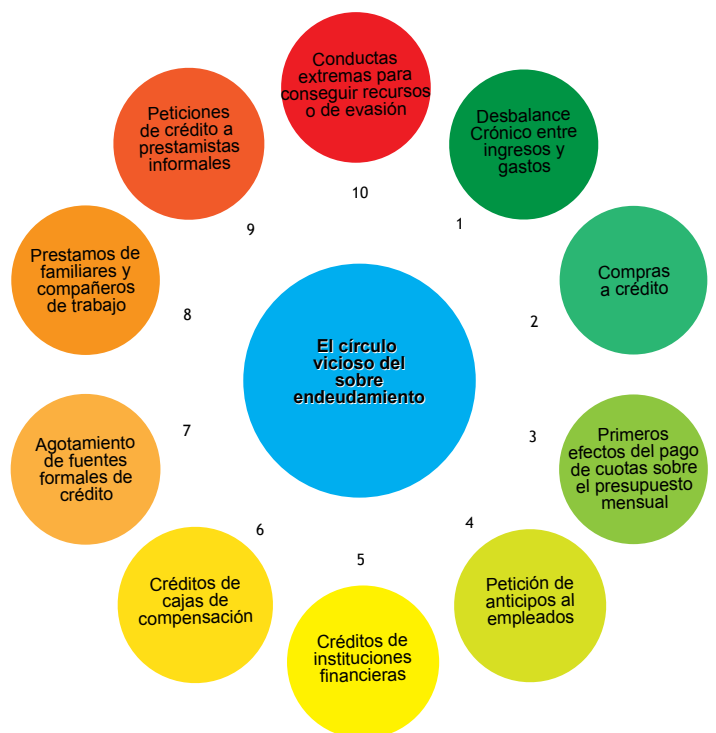 Conductas
extremas para
conseguir recursos
o de evasión
10
Desbalance
Crónico entre
ingresos y
gastos
1
Compras
a crédito
2
Primeros
efectos del pago
de cuotas sobre
el presupuesto
mensual
3
Petición de
anticipos al
empleados
4
Créditos de
instituciones
financieras
5
Créditos de
cajas de
compensación
6
Agotamiento
de fuentes
formales de
crédito
7
Prestamos de
familiares y
compañeros
de trabajo
8
Peticiones
de crédito a
prestamistas
informales
9
El círculo
vicioso del
sobre
endeudamiento